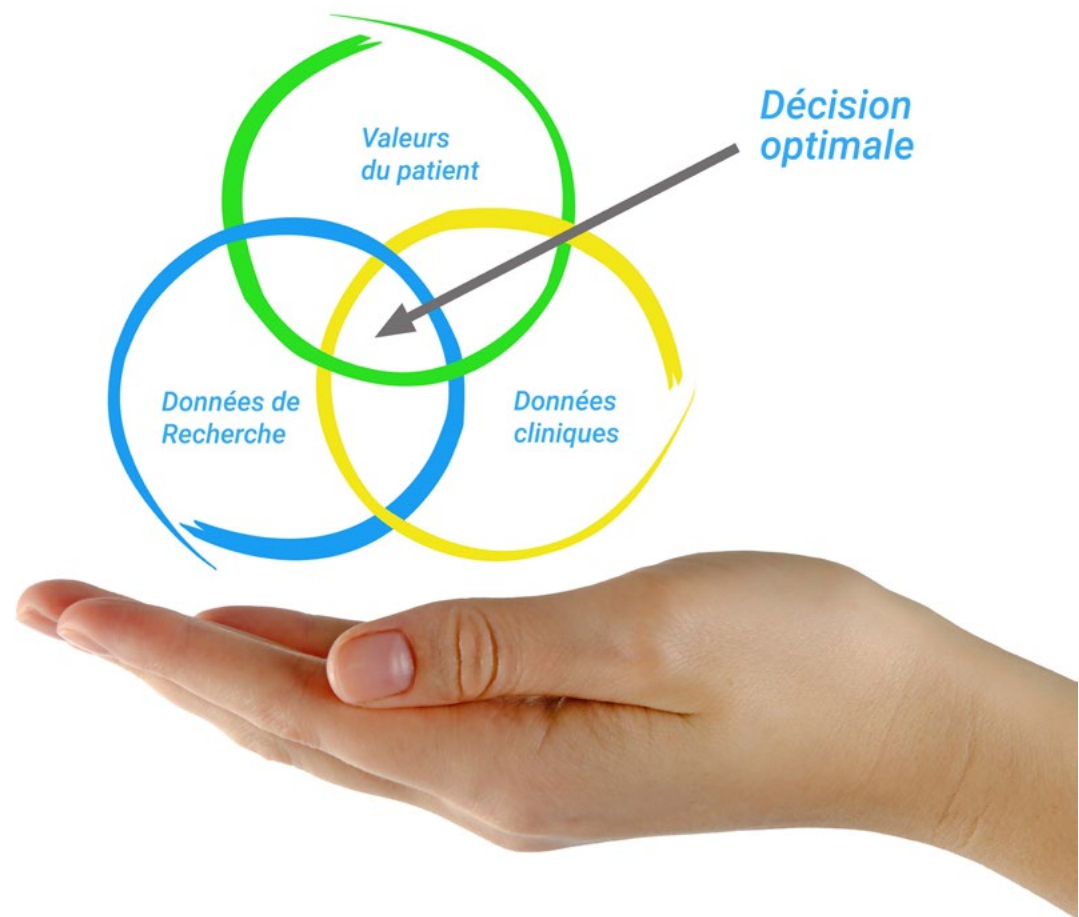 Décision
optimale
Valeurs
du patient
Données de
Recherche
Données
cliniques